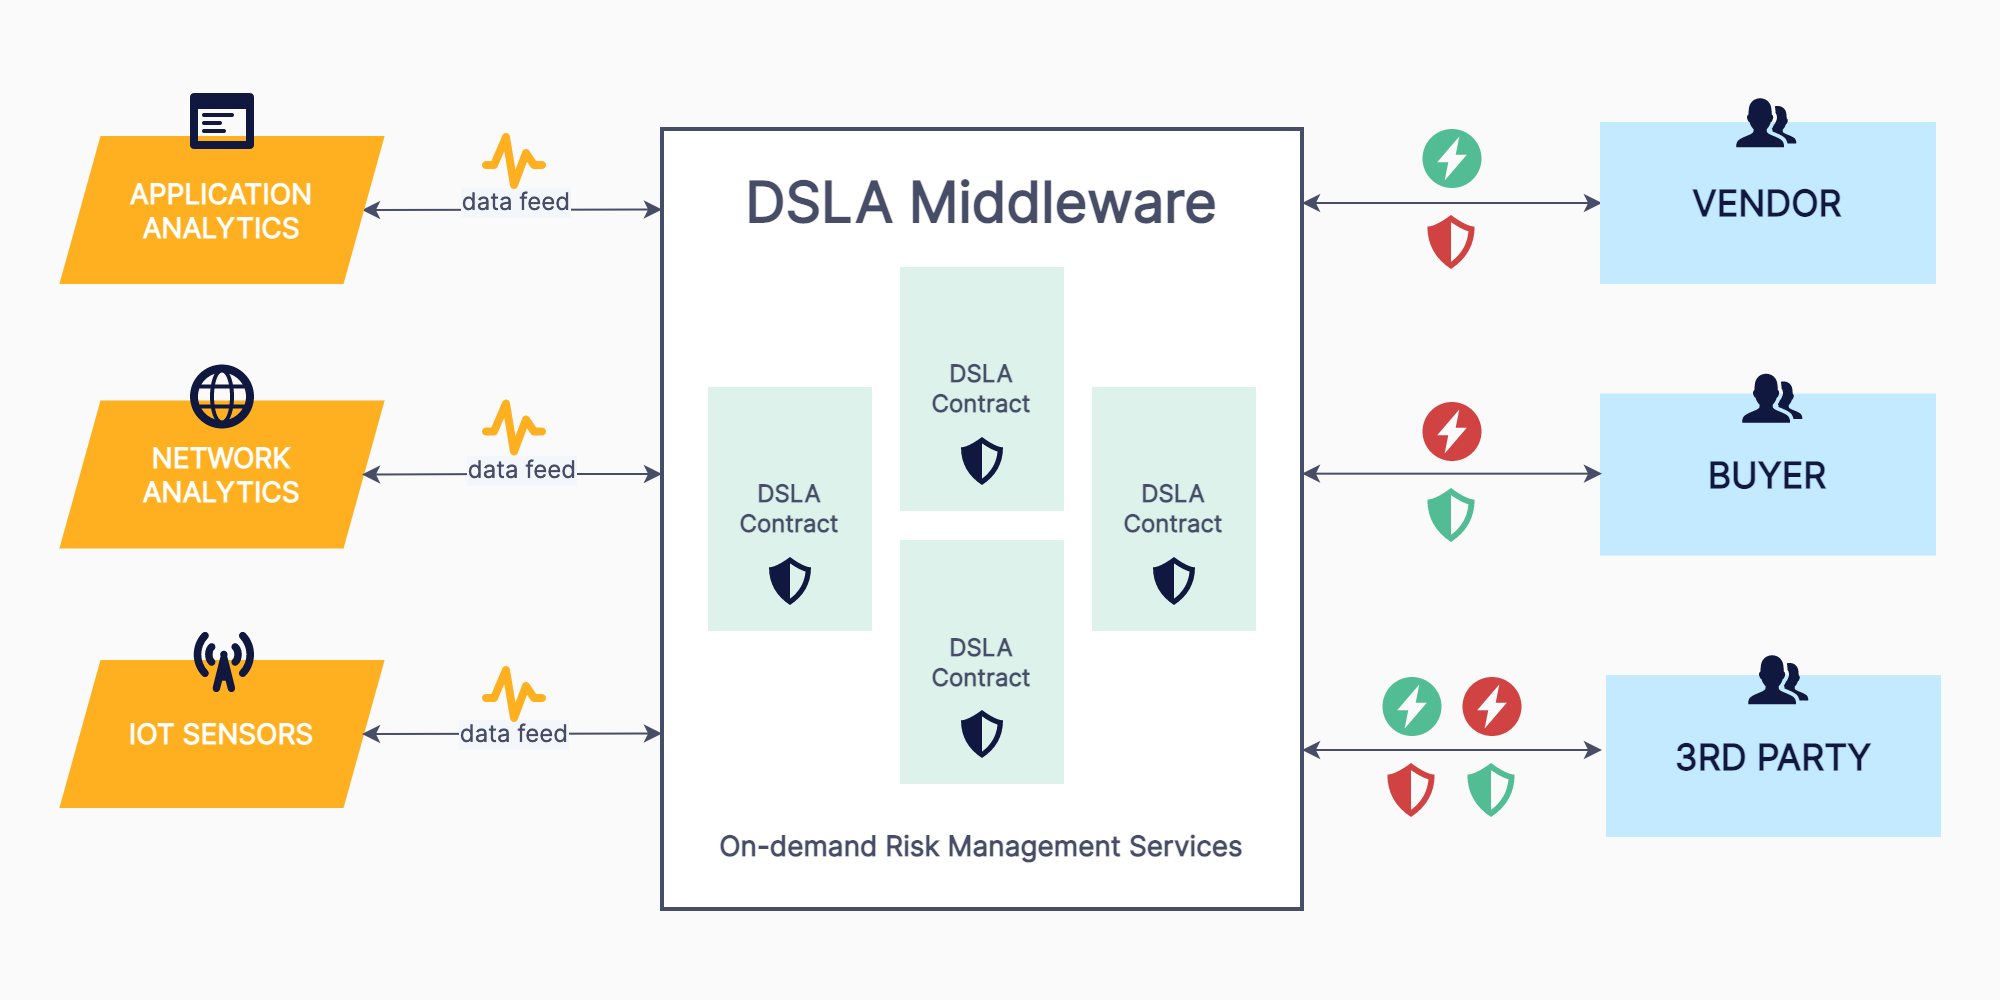 APPLICATION
ANALYTICS
data feed
NETWORK
ANALYTICS
data feed
IOT SENSORS
data feed
DSLA Middleware
DSLA
Contract
DSLA
Contract
DSLA
Contract
DSLA
Contract
On-demand Risk Management Services
VENDOR
BUYER
3RD PARTY